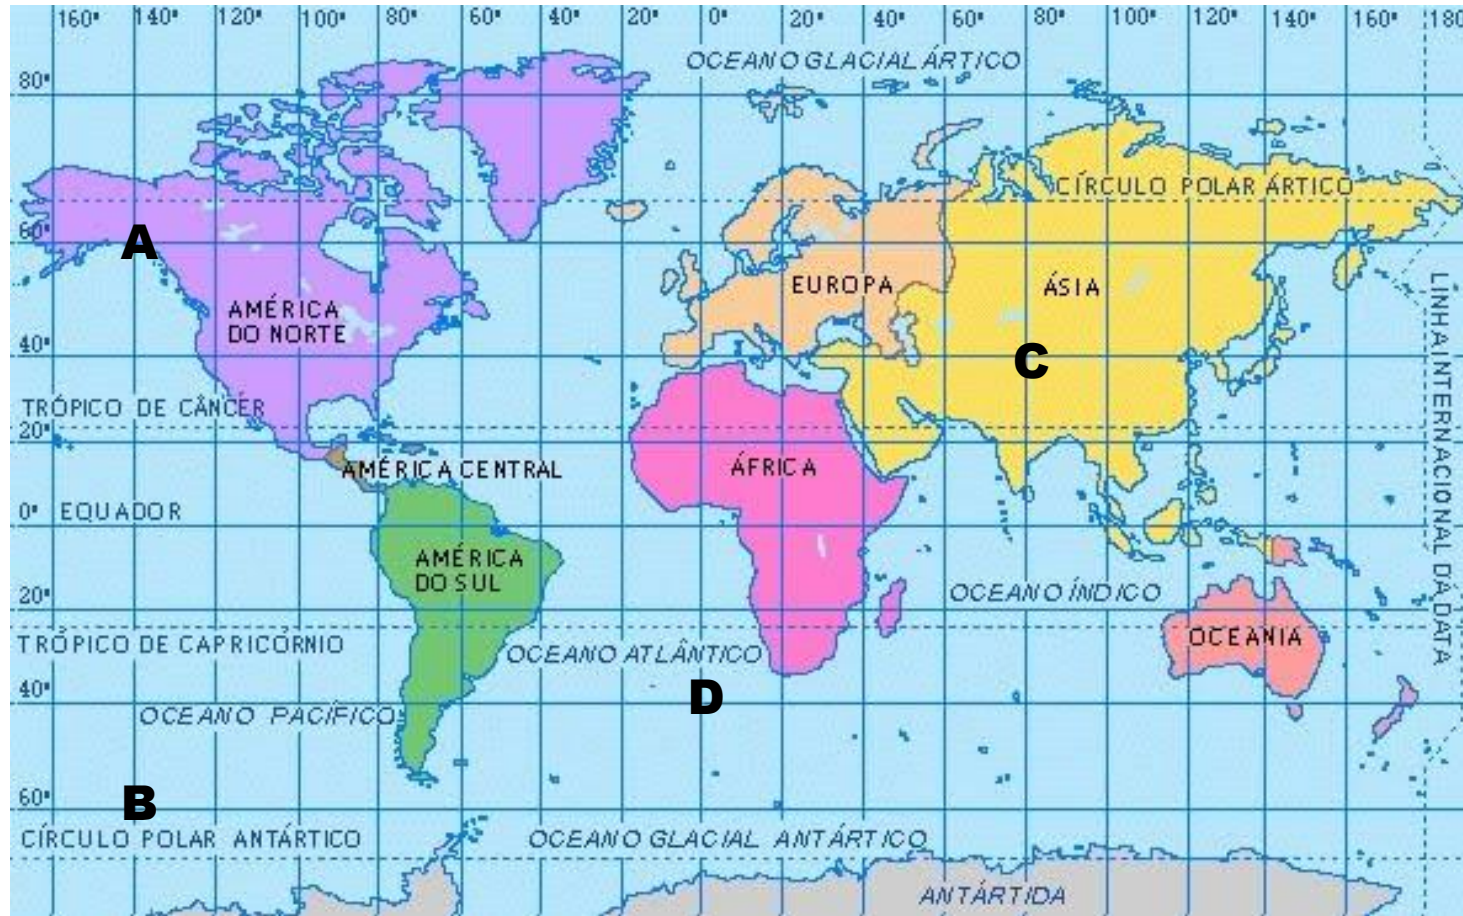 160° 140° 120° 100° 80° 60° 40° 20° 0° 20° 40° 60° 80° 100° 120° 140° 160° 180
OCEANO GLACIAL ÁRTICO
80°
CÍRCULO POLAR ÁRTICO
60°
A
EUROPA
ÁSIA
AMÉRICA
DO NORTE
40°
C
TRÓPICO DE CÂNCER
20°
AMÉRICA CENTRAL
ÁFRICA
0° EQUADOR
AMÉRICA
DO SUL
OCEANO ÍNDICO
20°
TRÓPICO DE CAPRICÓRNIO
OCEANO ATLÂNTICO
OCEANIA
LINHA INTERNACIONAL DA DATA
40°
D
OCEANO PACÍFICO
60°
B
CÍRCULO POLAR ANTÁRTICO
OCEANO GLACIAL ANTÁRTICO
ANTÁRTIDA